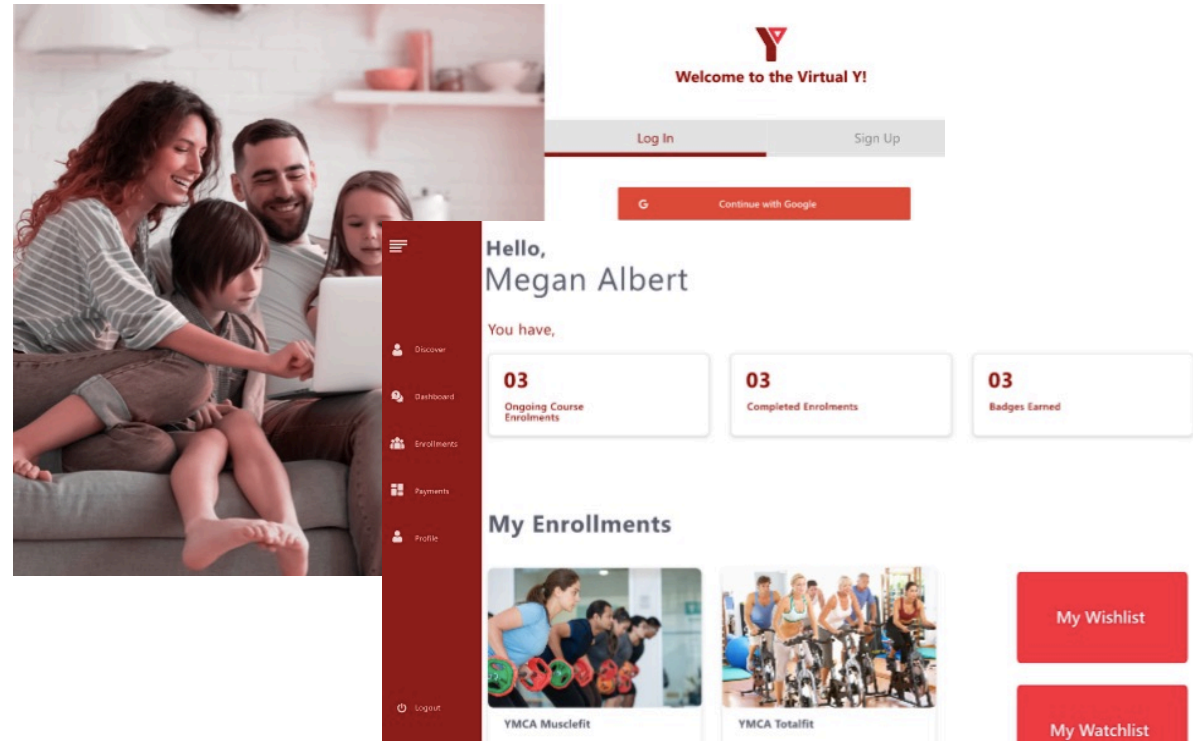 Welcome to the Virtual Y!
Log In
Sign Up
G
Continue with Google
Hello,
Megan Albert
You have,
03
Ongoing Course
Enrolments
03
Completed Enrolments
03
Badges Earned
Discover
Dashboard
Enrollments
Payments
Profile
Logout
My Enrollments
YMCA Musclefit
YMCA Totalfit
My Wishlist
My Watchlist